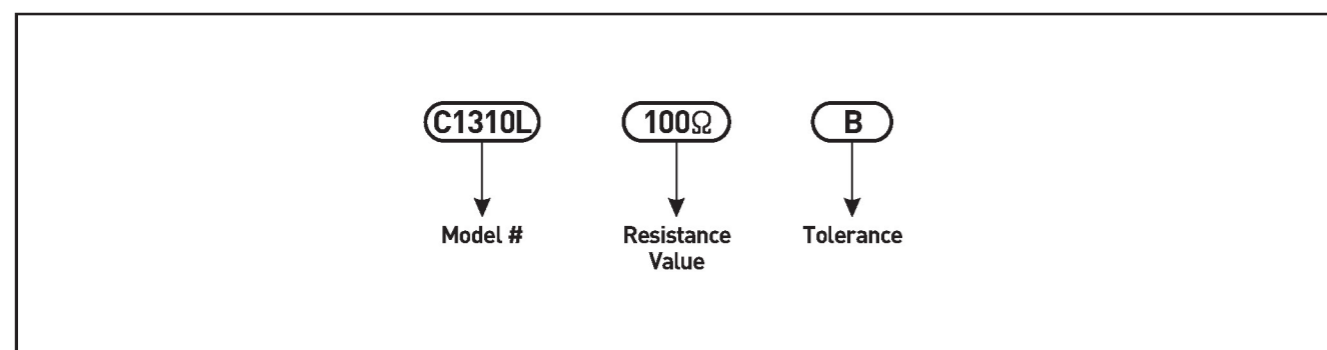 C1310L 100Ω B
Model # Resistance Value Tolerance